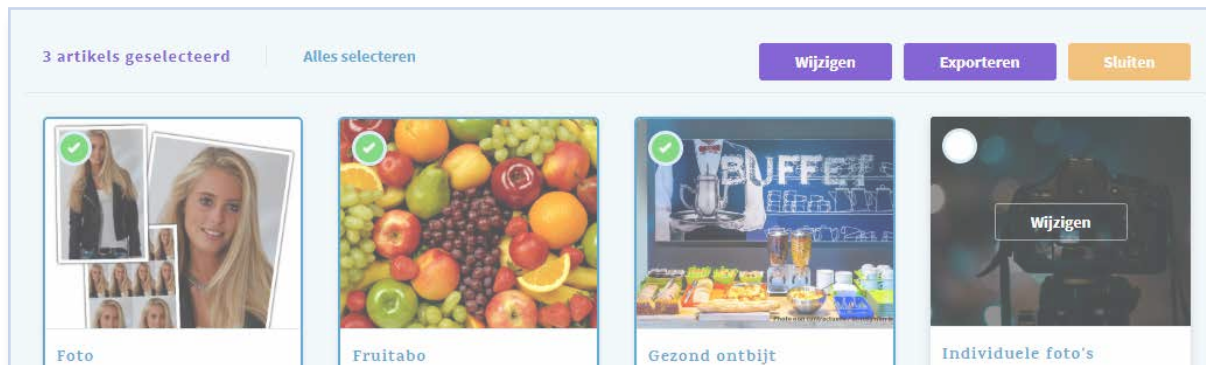 3 artikels geselecteerd
Alles selecteren
Wijzigen
Exporteren
Sluiten
BUFFET
Wijzigen
Foto
Fruitabo
Gezond ontbijt
Individuele foto's